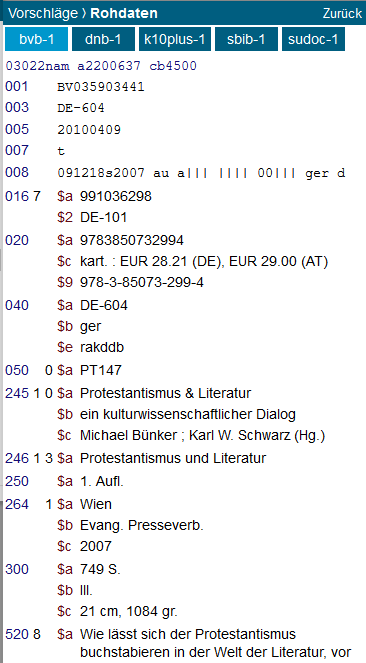 Vorschläge ⟩ Rohdaten Zurück
bvb-1 dnb-1 k10plus-1 sbib-1 sudoc-1
03022nam a2200637 cb4500
001 BV035903441
003 DE-604
005 20100409
007 t
008 091218s2007 au a||| |||| 00||| ger d
016 7 $a 991036298
$2 DE-101
020 $a 9783850732994
$c kart. : EUR 28.21 (DE), EUR 29.00 (AT)
$9 978-3-85073-299-4
040 $a DE-604
$b ger
$e rakddb
050 0 $a PT147
245 1 0 $a Protestantismus & Literatur
$b ein kulturwissenschaftlicher Dialog
$c Michael Bünker ; Karl W. Schwarz (Hg.)
246 1 3 $a Protestantismus und Literatur
250 $a 1. Aufl.
264 1 $a Wien
$b Evang. Presseverb.
$c 2007
300 $a 749 S.
$b Ill.
$c 21 cm, 1084 gr.
520 8 $a Wie lässt sich der Protestantismus
buchstabieren in der Welt der Literatur, vor